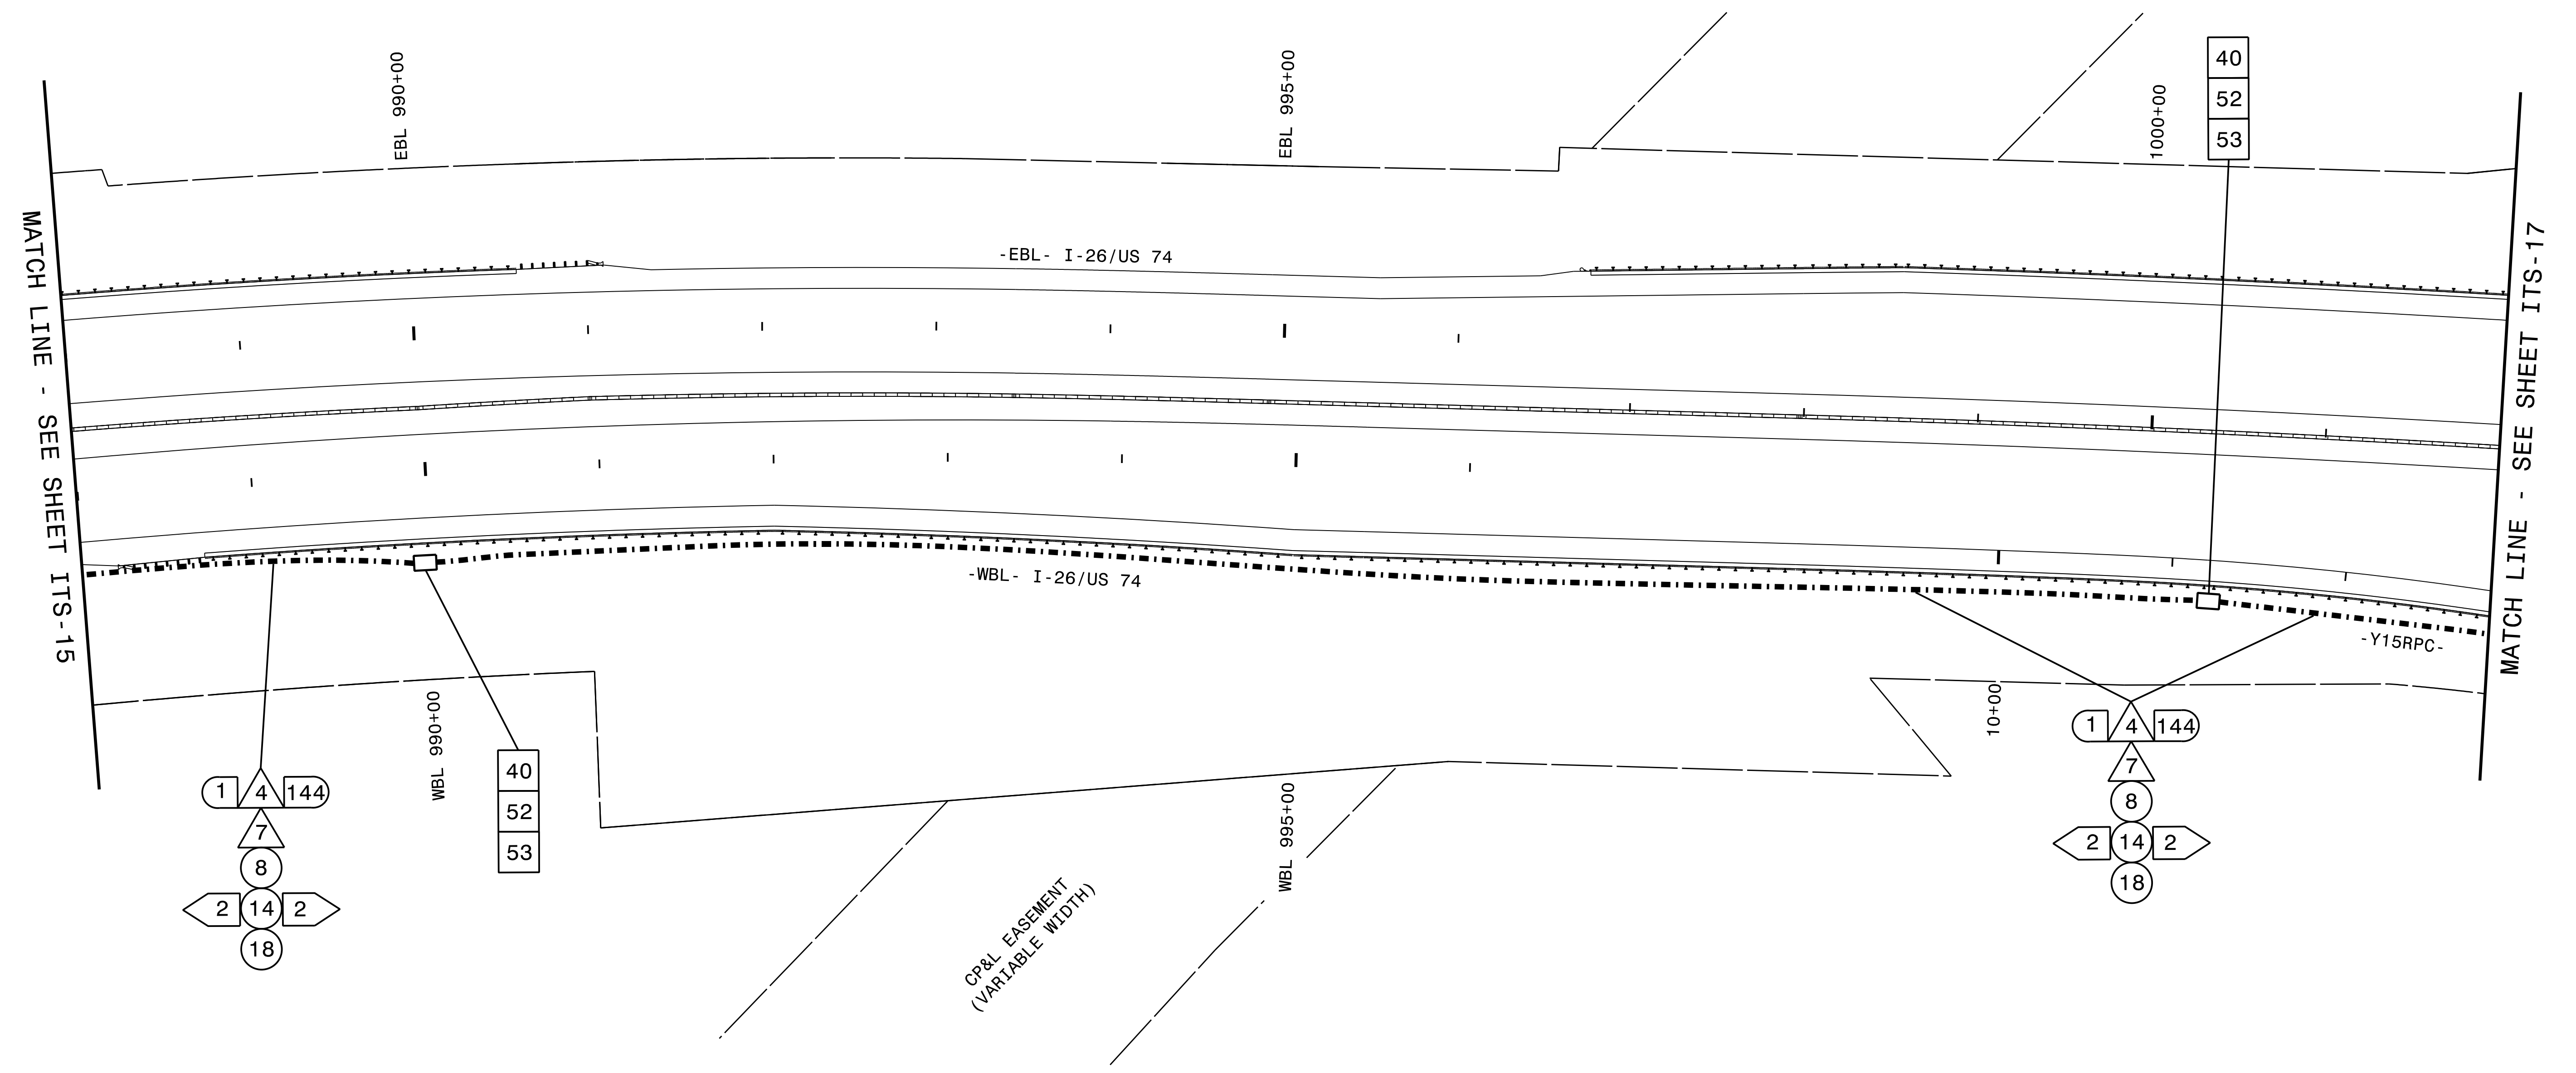 EBL 990+00
EBL 995+00
1000+00
40
52
53
MATCH LINE - SEE SHEET ITS-15
-EBL- I-26/US 74
MATCH LINE - SEE SHEET ITS-17
-WBL- I-26/US 74
-Y15RPC-
WBL 990+00
10+00
1 4 144
7
8
2 14 2
18
40
52
53
WBL 995+00
CP&L EASEMENT
(VARIABLE WIDTH)
1 4 144
7
8
2 14 2
18